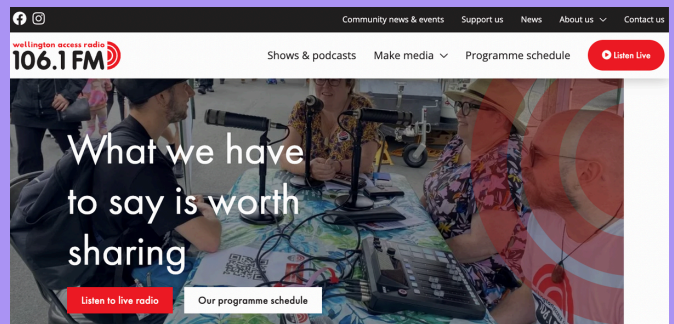 Community news & events Support us News About us Contact us
wellington access radio
106.1 FM
Shows & podcasts Make media Programme schedule Listen Live
What we have
to say is worth
sharing
Listen to live radio Our programme schedule